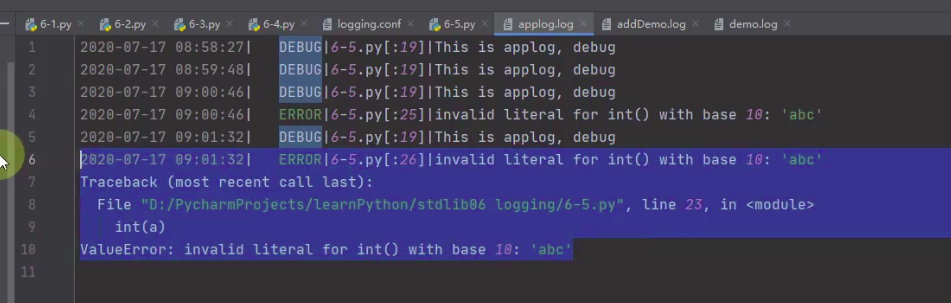 6-1.py 6-2.py 6-3.py 6-4.py logging.conf 6-5.py applog.log addDemo.log demo.log
1 2020-07-17 08:58:27| DEBUG|6-5.py[:19]|This is applog, debug
2 2020-07-17 08:59:48| DEBUG|6-5.py[:19]|This is applog, debug
3 2020-07-17 09:00:46| DEBUG|6-5.py[:19]|This is applog, debug
4 2020-07-17 09:00:46| ERROR|6-5.py[:25]|invalid literal for int() with base 10: 'abc'
5 2020-07-17 09:01:32| DEBUG|6-5.py[:19]|This is applog, debug
6 2020-07-17 09:01:32| ERROR|6-5.py[:26]|invalid literal for int() with base 10: 'abc'
7 Traceback (most recent call last):
8 File "D:/PycharmProjects/learnPython/stdlib06 logging/6-5.py", line 23, in <module>
9 int(a)
10 ValueError: invalid literal for int() with base 10: 'abc'
11